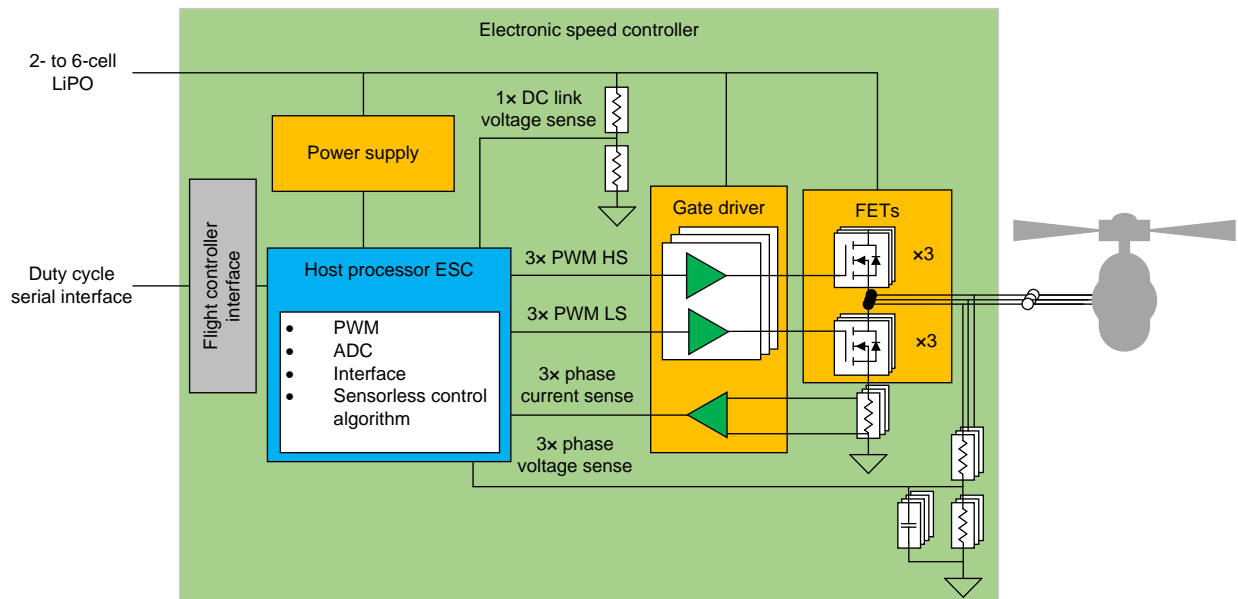 Electronic speed controller
2- to 6-cell
LiPO
1× DC link
voltage sense
Power supply
Gate driver
FETs
Flight controller
interface
Duty cycle
serial interface
Host processor ESC
3× PWM HS
×3
• PWM
• ADC
• Interface
• Sensorless control
algorithm
3× PWM LS
×3
3× phase
current sense
3× phase
voltage sense